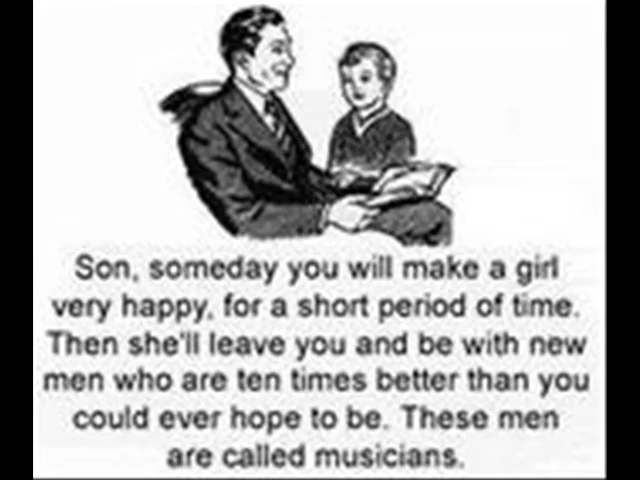 Son, someday you will make a girl
very happy, for a short period of time.
Then she'll leave you and be with new
men who are ten times better than you
could ever hope to be. These men
are called musicians.